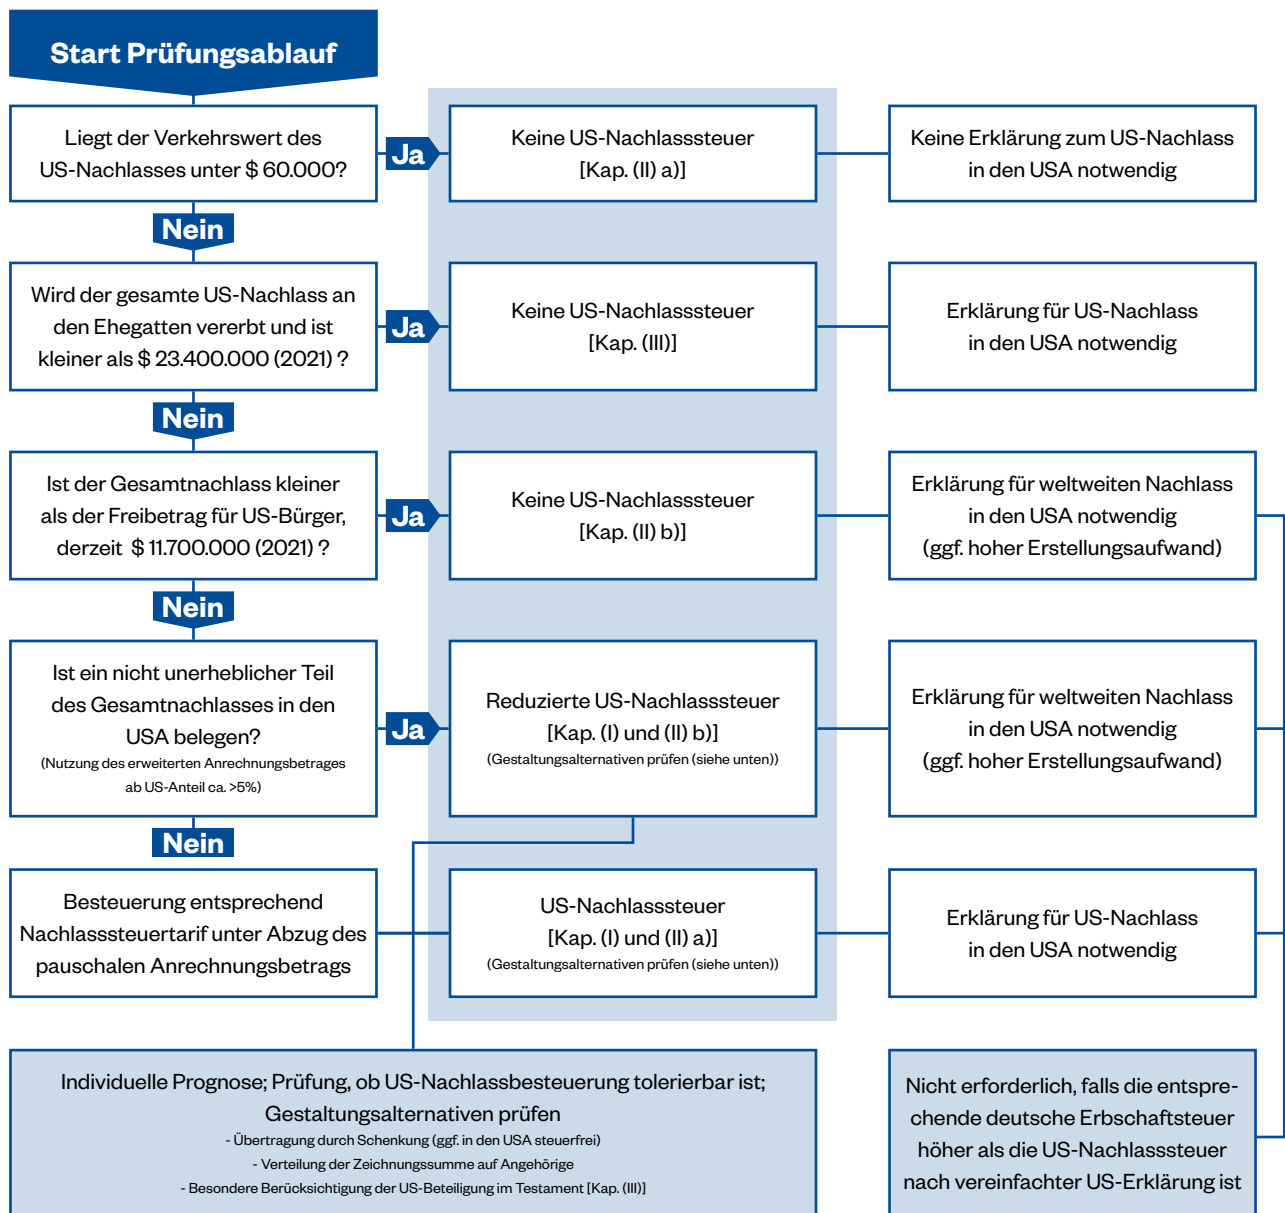 Start Prüfungsablauf
Liegt der Verkehrswert des
US-Nachlasses unter $ 60.000?
Ja
Keine US-Nachlasssteuer
[Kap. (II) a)]
Keine Erklärung zum US-Nachlass
in den USA notwendig
Nein
Wird der gesamte US-Nachlass an
den Ehegatten vererbt und ist
kleiner als $ 23.400.000 (2021) ?
Ja
Keine US-Nachlasssteuer
[Kap. (III)]
Erklärung für US-Nachlass
in den USA notwendig
Nein
Ist der Gesamtnachlass kleiner
als der Freibetrag für US-Bürger,
derzeit $ 11.700.000 (2021) ?
Ja
Keine US-Nachlasssteuer
[Kap. (II) b)]
Erklärung für weltweiten Nachlass
in den USA notwendig
(ggf. hoher Erstellungsaufwand)
Nein
Ist ein nicht unerheblicher Teil
des Gesamtnachlasses in den
USA belegen?
(Nutzung des erweiterten Anrechnungsbetrages
ab US-Anteil ca. >5%)
Ja
Reduzierte US-Nachlasssteuer
[Kap. (I) und (II) b)]
(Gestaltungsalternativen prüfen (siehe unten))
Erklärung für weltweiten Nachlass
in den USA notwendig
(ggf. hoher Erstellungsaufwand)
Nein
Besteuerung entsprechend
Nachlasssteuertarif unter Abzug des
pauschalen Anrechnungsbetrags
US-Nachlasssteuer
[Kap. (I) und (II) a)]
(Gestaltungsalternativen prüfen (siehe unten))
Erklärung für US-Nachlass
in den USA notwendig
Individuelle Prognose; Prüfung, ob US-Nachlassbesteuerung tolerierbar ist;
Gestaltungsalternativen prüfen
- Übertragung durch Schenkung (ggf. in den USA steuerfrei)
- Verteilung der Zeichnungssumme auf Angehörige
- Besondere Berücksichtigung der US-Beteiligung im Testament [Kap. (III)]
Nicht erforderlich, falls die entspre-
chende deutsche Erbschaftsteuer
höher als die US-Nachlasssteuer
nach vereinfachter US-Erklärung ist